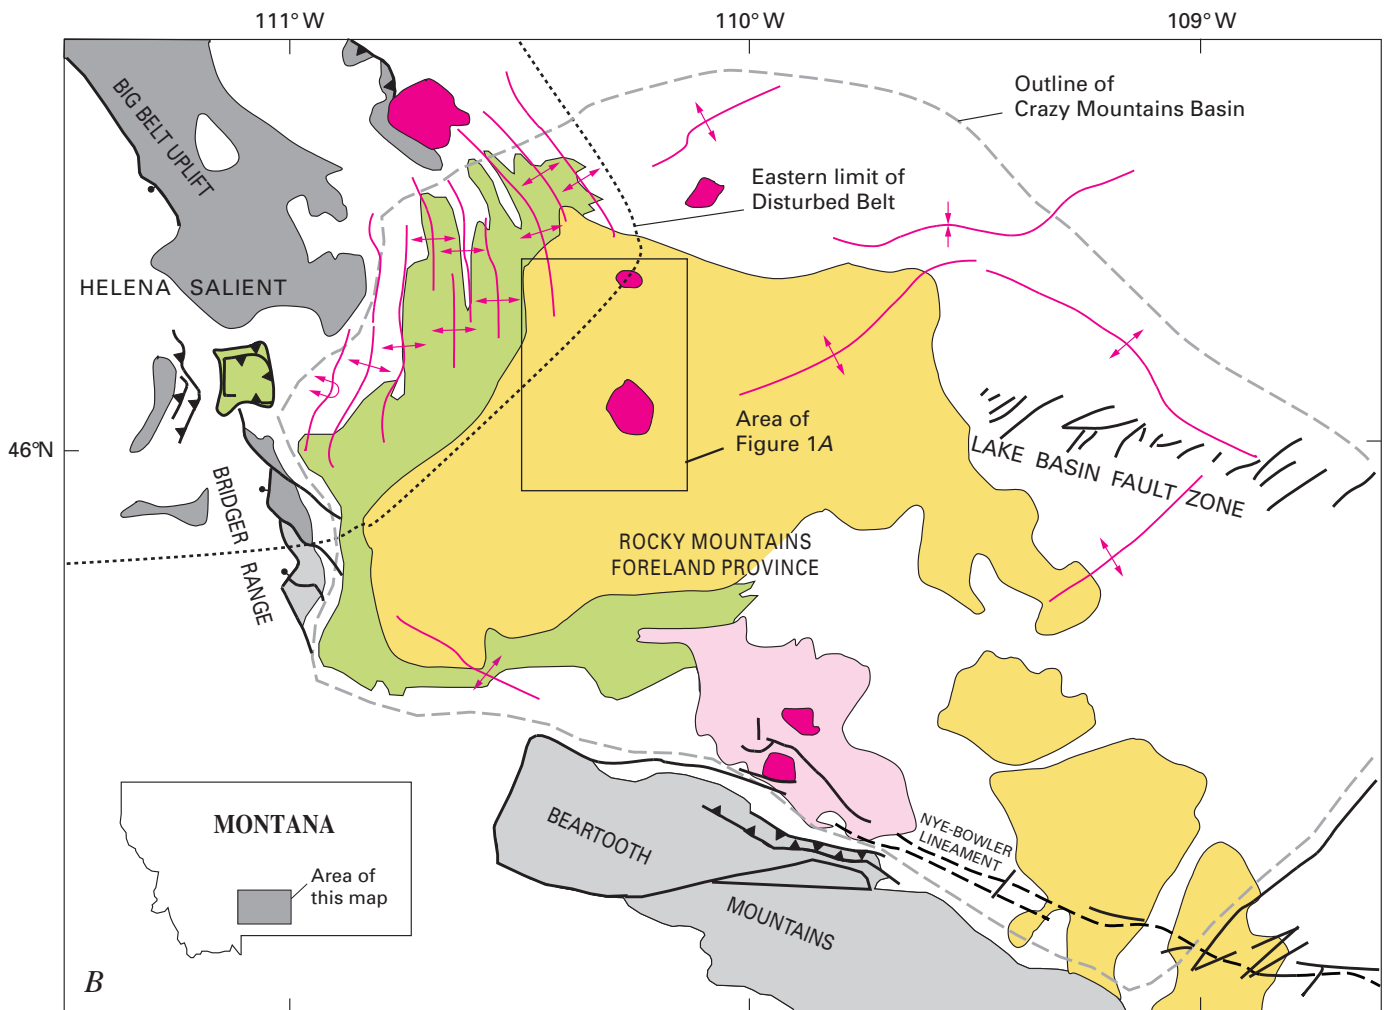 111° W
110° W
109° W
Outline of
Crazy Mountains Basin
BIG BELT UPLIFT
Eastern limit of
Disturbed Belt
HELENA SALIENT
Area of
Figure 1A
46°N
LAKE BASIN FAULT ZONE
BRIDGER RANGE
ROCKY MOUNTAINS
FORELAND PROVINCE
MONTANA
BEARTOOTH
MOUNTAINS
NYE-BOWLER
LINEAMENT
Area of
this map
B